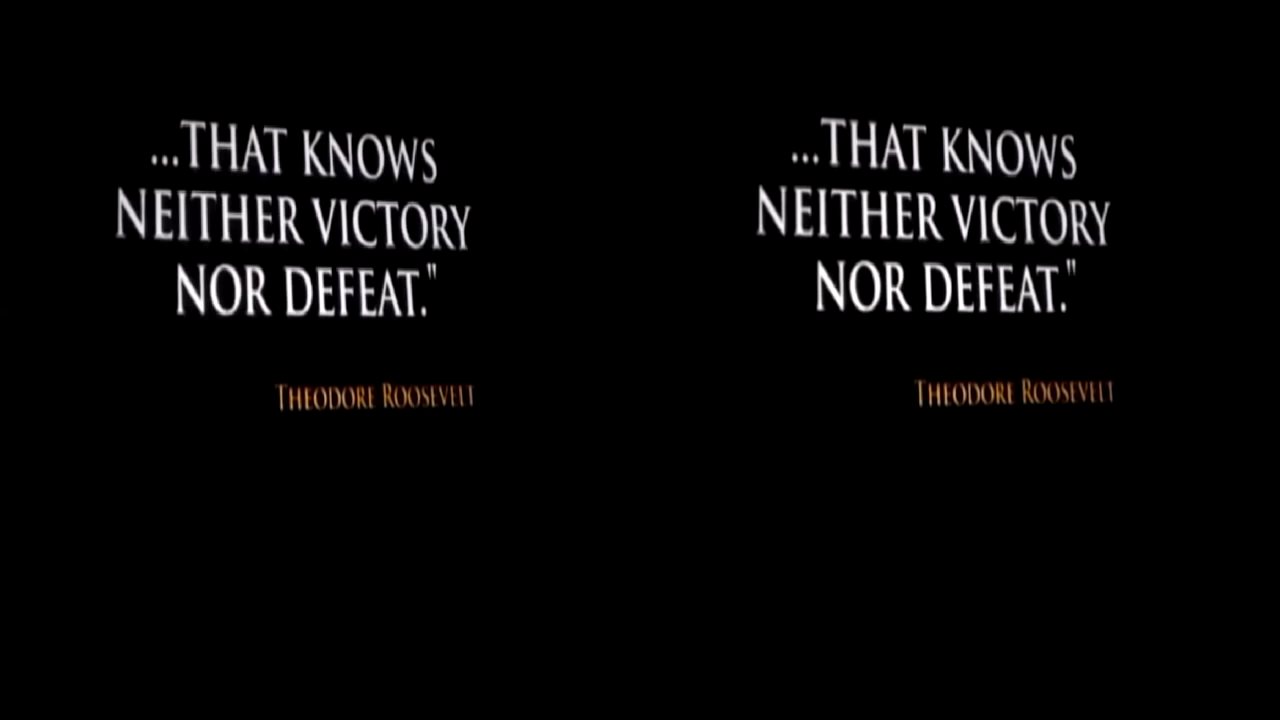 ...THAT KNOWS
NEITHER VICTORY
NOR DEFEAT."
THEODORE ROOSEVELT
...THAT KNOWS
NEITHER VICTORY
NOR DEFEAT."
THEODORE ROOSEVELT